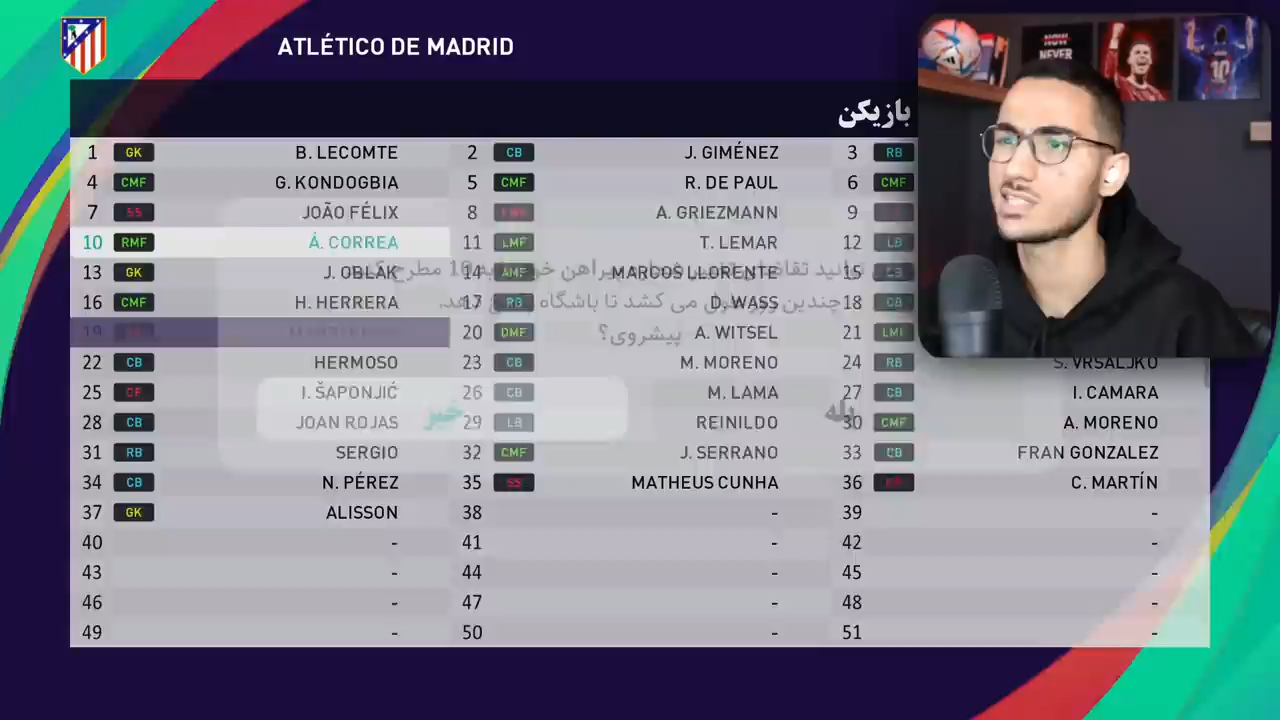 ATLÉTICO DE MADRID
NOW
NEVER
10
بازیکن
1 GK B. LECOMTE 2 CB J. GIMÉNEZ 3 RB
4 CMF G. KONDOGBIA 5 CMF R. DE PAUL 6 CMF
7 SS JOÃO FÉLIX 8 A. GRIEZMANN 9
10 RMF Á. CORREA 11 LMF T. LEMAR 12 LB
13 GK J. OBLAK 14 AMF MARCOS LLORENTE 15 CB
16 CMF H. HERRERA 17 RB D. WASS 18 CB
19 20 DMF A. WITSEL 21 LMF
22 CB HERMOSO 23 CB M. MORENO 24 RB S. VRSALJKO
25 CF I. ŠAPONJIĆ 26 CB M. LAMA 27 CB I. CAMARA
28 CB JOAN ROJAS 29 LB REINILDO 30 CMF A. MORENO
31 RB SERGIO 32 CMF J. SERRANO 33 CB FRAN GONZALEZ
34 CB N. PÉREZ 35 SS MATHEUS CUNHA 36 C. MARTÍN
37 GK ALISSON 38 - 39 -
40 - 41 - 42 -
43 - 44 - 45 -
46 - 47 - 48 -
49 - 50 - 51 -
پیراهن
پیشروی؟
بله
خیر